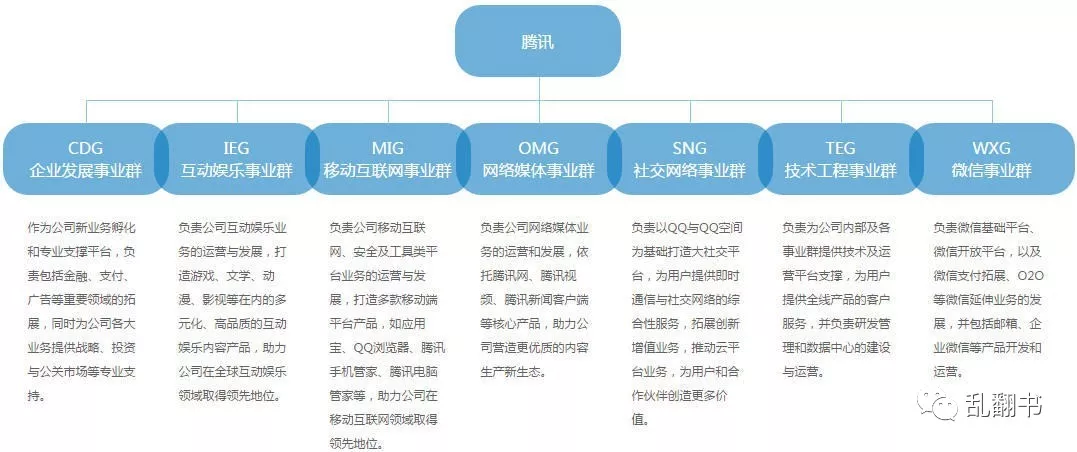 腾讯
CDG
企业发展事业群
作为公司新业务孵化
和专业支撑平台，负
责包括金融、支付、
广告等重要领域的拓
展，同时为公司各大
业务提供战略、投资
与公关市场等专业支
持。
IEG
互动娱乐事业群
负责公司互动娱乐业
务的运营与发展，打
造游戏、文学、动
漫、影视等在内的多
元化、高品质的互动
娱乐内容产品，助力
公司在全球互动娱乐
领域取得领先地位。
MIG
移动互联网事业群
负责公司移动互联
网、安全及工具类平
台业务的运营与发
展，打造多款移动端
平台产品，如应用
宝、QQ浏览器、腾讯
手机管家、腾讯电脑
管家等，助力公司在
移动互联网领域取得
领先地位。
OMG
网络媒体事业群
负责公司网络媒体业
务的运营和发展，依
托腾讯网、腾讯视
频、腾讯新闻客户端
等核心产品，助力公
司营造更优质的内容
生产新生态。
SNG
社交网络事业群
负责以QQ与QQ空间
为基础打造大社交平
台，为用户提供即时
通信与社交网络的综
合性服务，拓展创新
增值业务，推动云平
台业务，为用户和合
作伙伴创造更多价
值。
TEG
技术工程事业群
负责为公司内部及各
事业群提供技术及运
营平台支撑，为用户
提供全线产品的客户
服务，并负责研发管
理和数据中心的建设
与运营。
WXG
微信事业群
负责微信基础平台、
微信开放平台，以及
微信支付拓展、O2O
等微信延伸业务的发
展，并包括邮箱、企
业微信等产品开发和
运营。
乱翻书